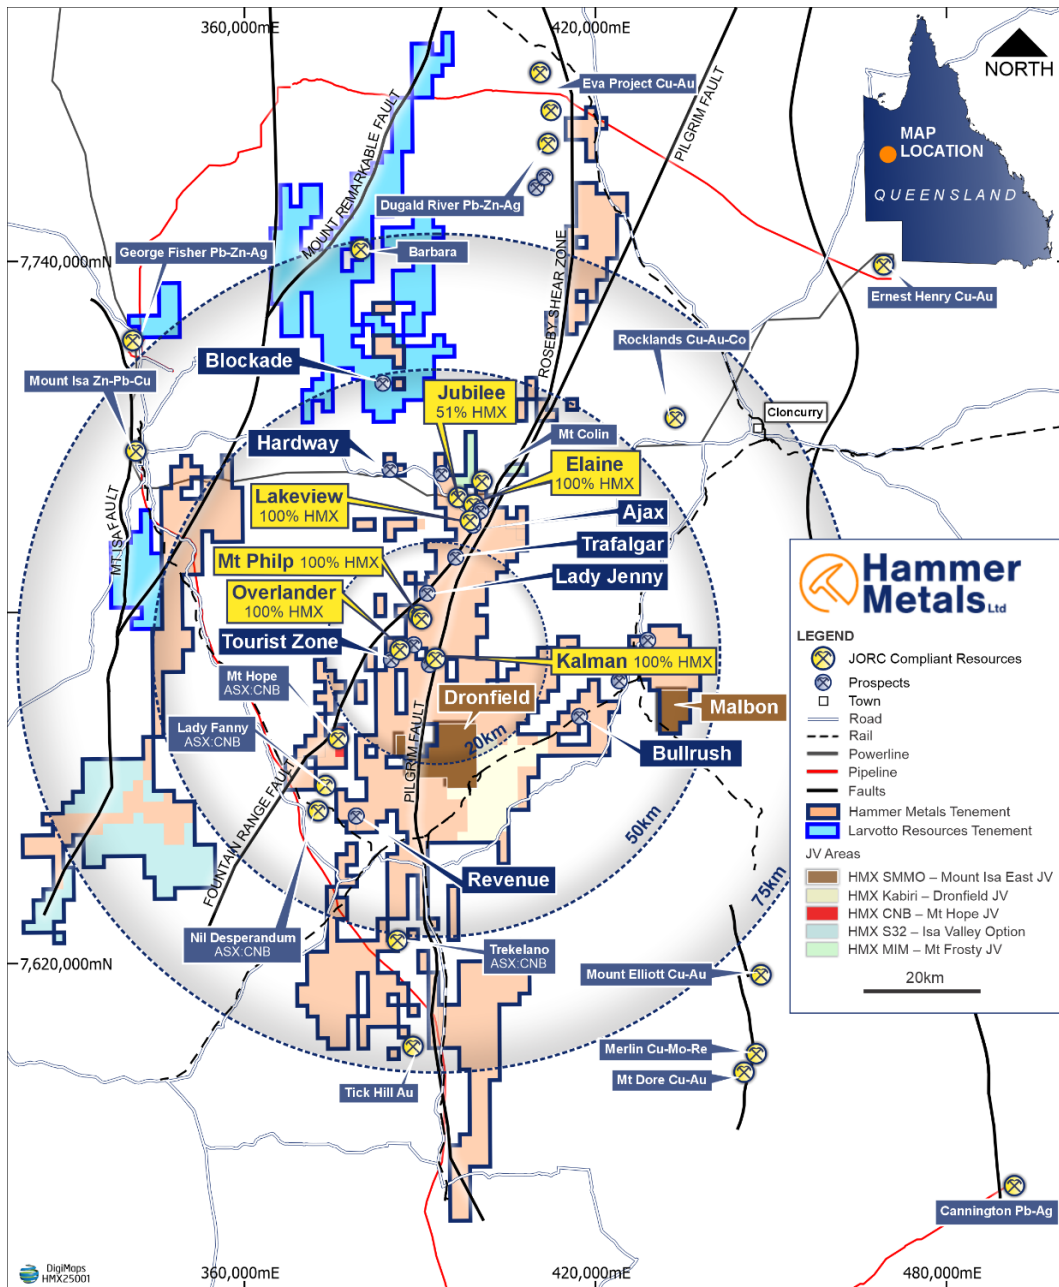 360,000mE
420,000mE
NORTH
Eva Project Cu-Au
PILGRIM FAULT
MOUNT REMARKABLE FAULT
MAP
LOCATION
QUEENSLAND
Dugald River Pb-Zn-Ag
George Fisher Pb-Zn-Ag
Barbara
7,740,000mN
ROSEBY SHEAR ZONE
Ernest Henry Cu-Au
Rocklands Cu-Au-Co
Blockade
Mount Isa Zn-Pb-Cu
Jubilee
51% HMX
Cloncurry
Hardway
Mt Colin
Elaine
100% HMX
Lakeview
100% HMX
Ajax
MT ISA FAULT
Trafalgar
Mt Philp 100% HMX
Lady Jenny
Overlander
100% HMX
Tourist Zone
Kalman 100% HMX
Mt Hope
ASX:CNB
Dronfield
Malbon
Lady Fanny
ASX:CNB
20km
Bullrush
PILGRIM FAULT
FOUNTAIN RANGE FAULT
50km
Revenue
75km
Nil Desperandum
ASX:CNB
Trekelano
ASX:CNB
7,620,000mN
Mount Elliott Cu-Au
Merlin Cu-Mo-Re
Mt Dore Cu-Au
Tick Hill Au
Cannington Pb-Ag
Hammer
Metals Ltd
LEGEND
JORC Compliant Resources
Prospects
Town
Road
Rail
Powerline
Pipeline
Faults
Hammer Metals Tenement
Larvotto Resources Tenement
JV Areas
HMX SMMO – Mount Isa East JV
HMX Kabiri – Dronfield JV
HMX CNB – Mt Hope JV
HMX S32 – Isa Valley Option
HMX MIM – Mt Frosty JV
20km
DigiMaps
HMX25001
360,000mE
420,000mE
480,000mE